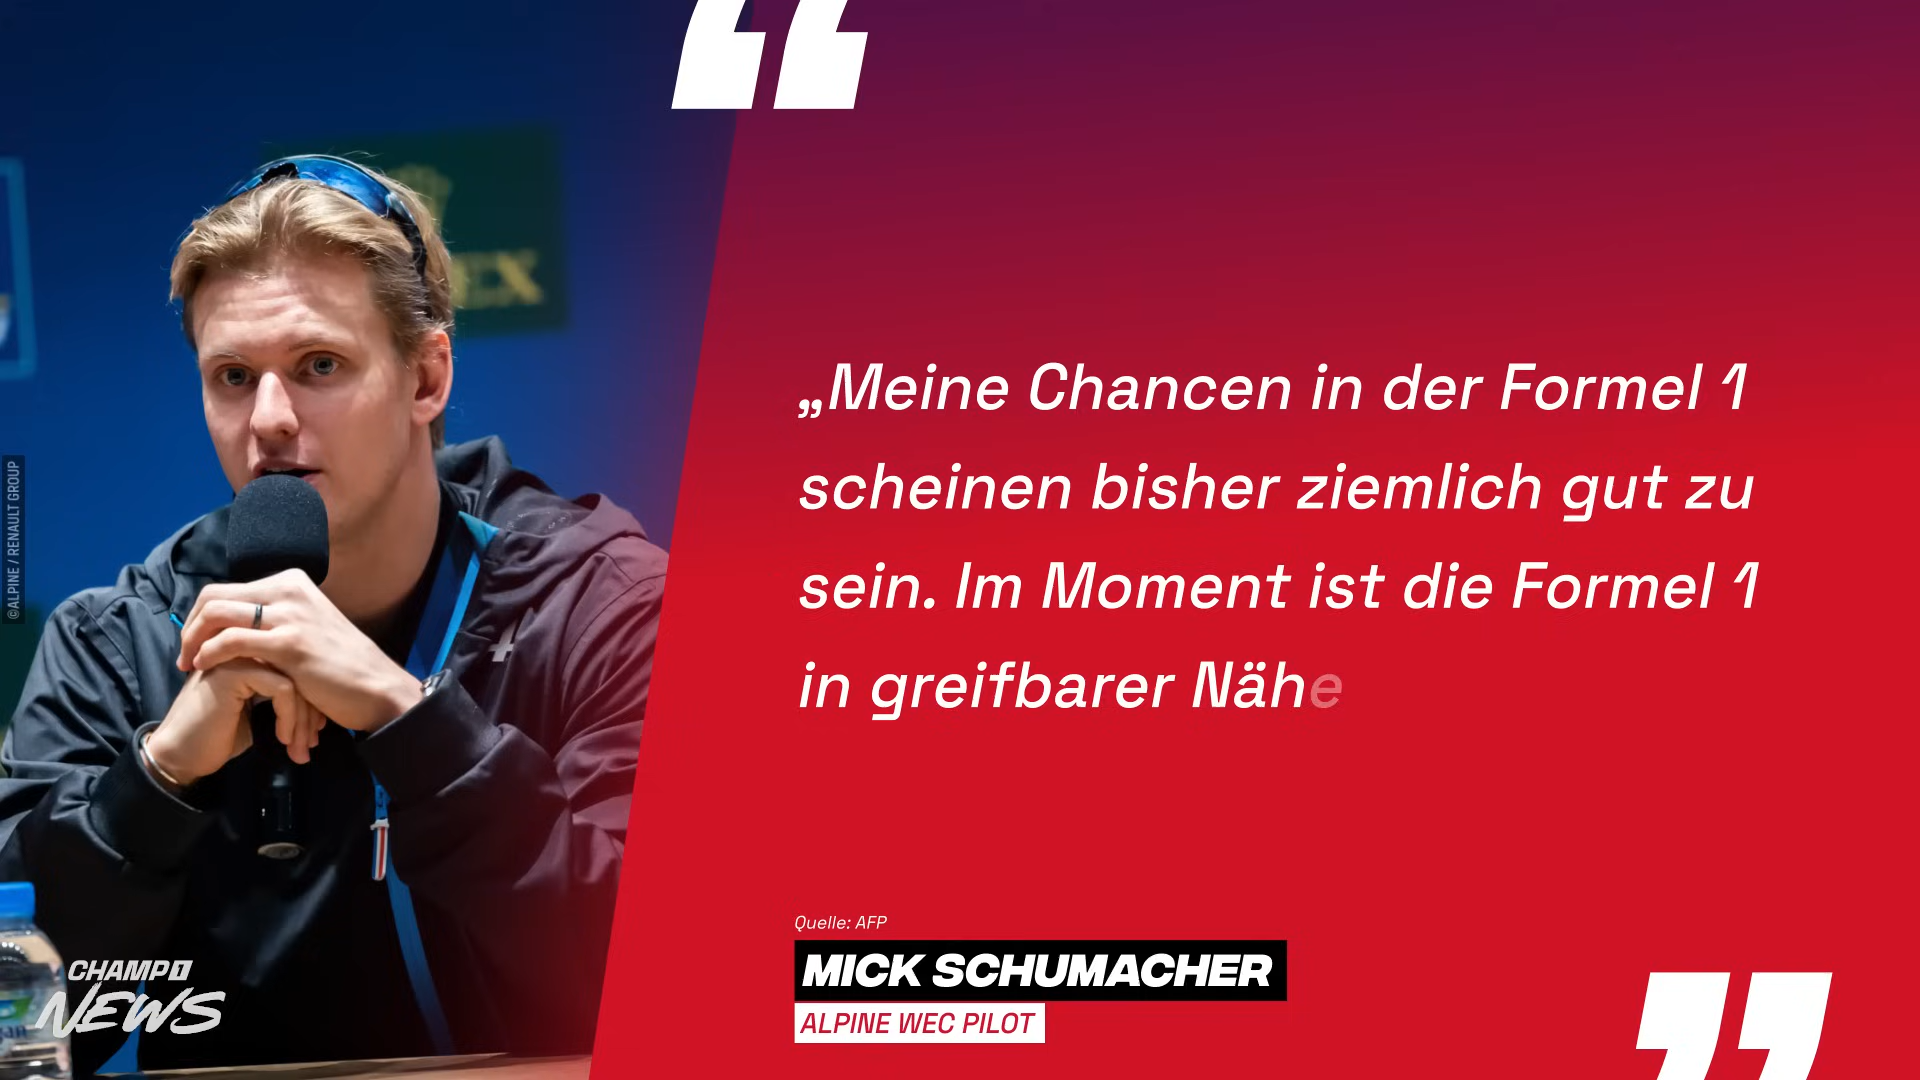 „Meine Chancen in der Formel 1
scheinen bisher ziemlich gut zu
sein. Im Moment ist die Formel 1
in greifbarer Nähe
Quelle: AFP
MICK SCHUMACHER
ALPINE WEC PILOT
©ALPINE / RENAULT GROUP
CHAMP1
NEWS